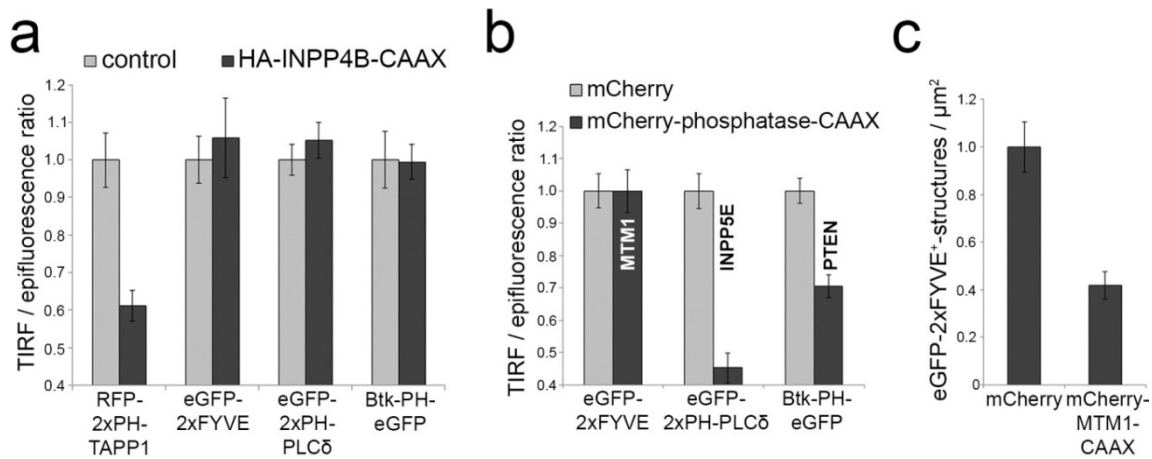 a
control HA-INPP4B-CAAX
TIRF / epifluorescence ratio
1.2
1.1
1.0
0.9
0.8
0.7
0.6
0.5
0.4
RFP-
2xPH-
TAPP1
eGFP-
2xFYVE
eGFP-
2xPH-
PLCδ
Btk-PH-
eGFP
b
mCherry
mCherry-phosphatase-CAAX
TIRF / epifluorescence ratio
1.2
1.1
1.0
0.9
0.8
0.7
0.6
0.5
0.4
MTM1
INPP5E
PTEN
eGFP-
2xFYVE
eGFP-
2xPH-PLCδ
Btk-PH-
eGFP
c
eGFP-2xFYVE⁺-structures / µm²
1.2
1.0
0.8
0.6
0.4
0.2
0
mCherry
mCherry-
MTM1-
CAAX